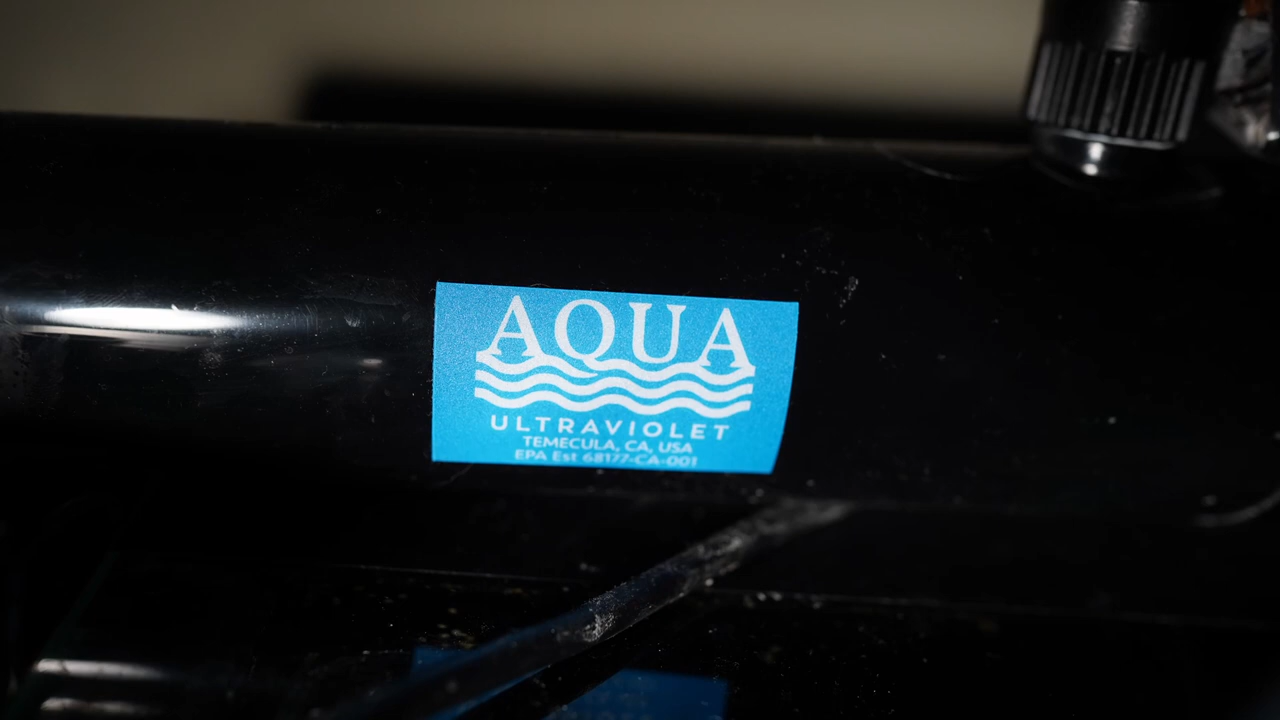 AQUA
ULTRAVIOLET
TEMECULA, CA, USA
EPA Est 68177-CA-001